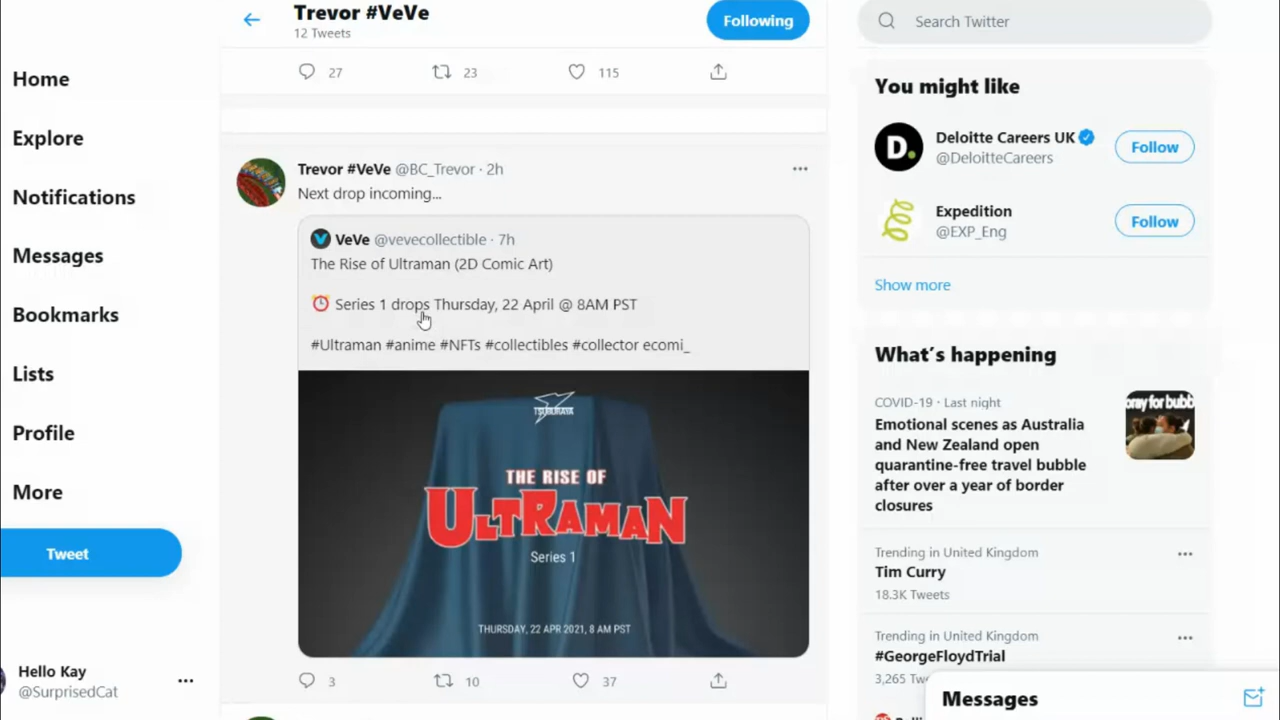 Trevor #VeVe
12 Tweets
Following
Search Twitter
27 23 115
Home
Explore
Notifications
Messages
Bookmarks
Lists
Profile
More
Tweet
Hello Kay
@SurprisedCat
Trevor #VeVe @BC_Trevor · 2h
Next drop incoming...
VeVe @vevecollectible · 7h
The Rise of Ultraman (2D Comic Art)
Series 1 drops Thursday, 22 April @ 8AM PST
#Ultraman #anime #NFTs #collectibles #collector ecomi_
TSUBURAYA
THE RISE OF
ULTRAMAN
Series 1
THURSDAY, 22 APR 2021, 8 AM PST
3 10 37
You might like
D.
Deloitte Careers UK
@DeloitteCareers
Follow
Expedition
@EXP_Eng
Follow
Show more
What's happening
COVID-19 · Last night
Emotional scenes as Australia
and New Zealand open
quarantine-free travel bubble
after over a year of border
closures
pray for bubb
Trending in United Kingdom
Tim Curry
18.3K Tweets
Trending in United Kingdom
#GeorgeFloydTrial
3,265
Messages